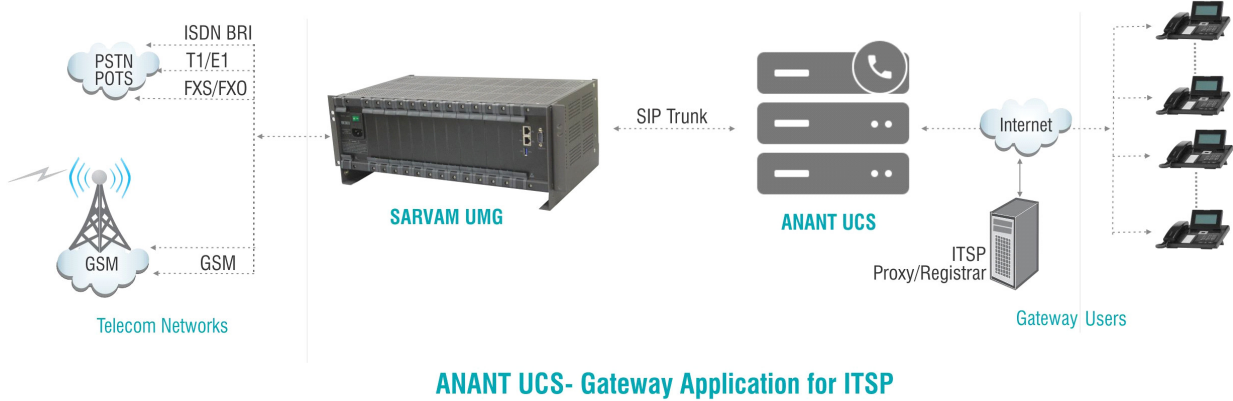 ISDN BRI
PSTN
POTS
T1/E1
FXS/FXO
GSM
GSM
Telecom Networks
SARVAM UMG
SIP Trunk
ANANT UCS
Internet
ITSP
Proxy/Registrar
Gateway Users
ANANT UCS- Gateway Application for ITSP